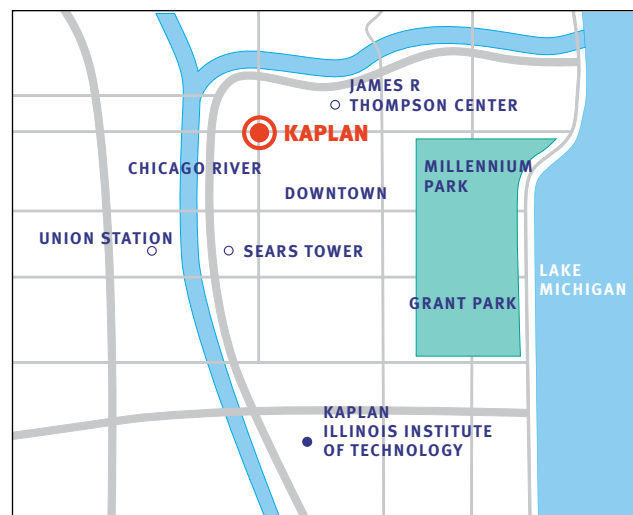 JAMES R
THOMPSON CENTER
KAPLAN
CHICAGO RIVER
MILLENNIUM
PARK
DOWNTOWN
UNION STATION
SEARS TOWER
LAKE
MICHIGAN
GRANT PARK
KAPLAN
ILLINOIS INSTITUTE
OF TECHNOLOGY